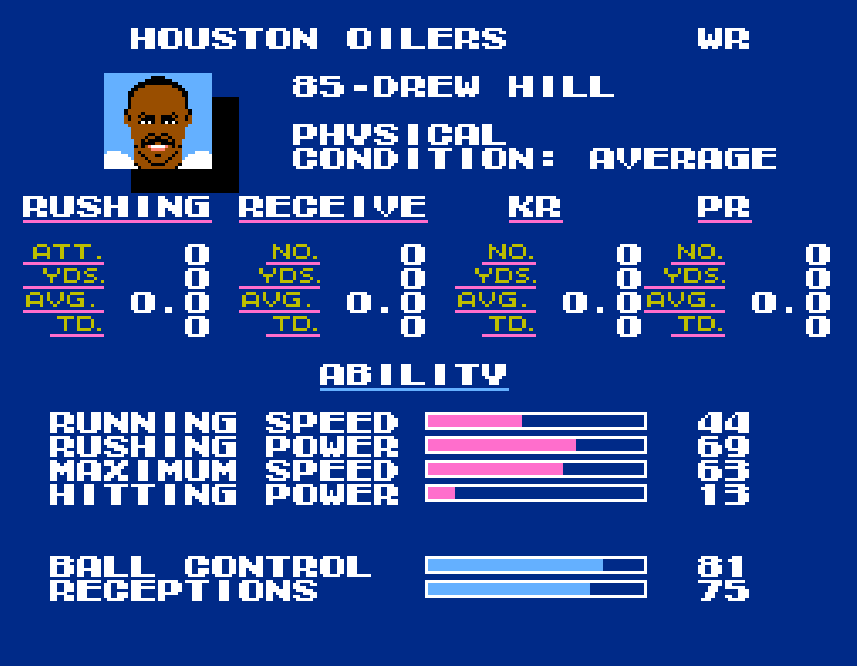 HOUSTON OILERS WR
85-DREW HILL
PHYSICAL
CONDITION: AVERAGE
RUSHING RECEIVE KR PR
ATT. 0 NO. 0 NO. 0 NO. 0
YDS. 0 YDS. 0 YDS. 0 YDS. 0
AVG. 0.0 AVG. 0.0 AVG. 0.0 AVG. 0.0
TD. 0 TD. 0 TD. 0 TD. 0
ABILITY
RUNNING SPEED 44
RUSHING POWER 69
MAXIMUM SPEED 63
HITTING POWER 13
BALL CONTROL 81
RECEPTIONS 75